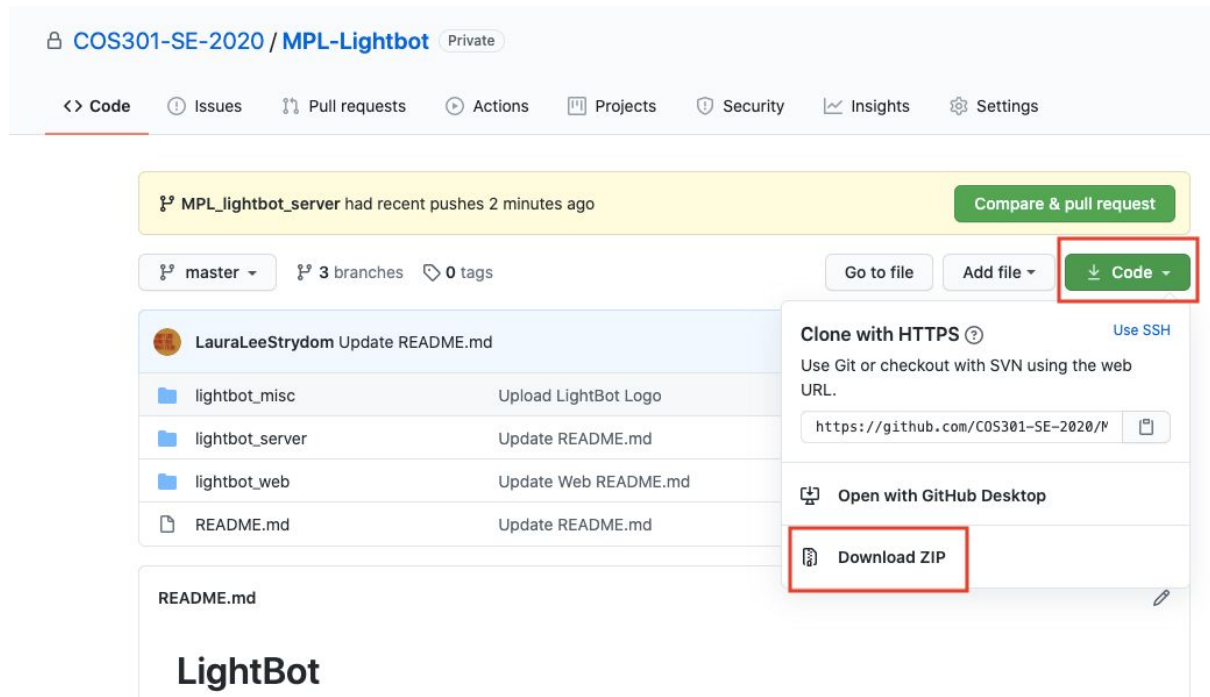 COS301-SE-2020 / MPL-Lightbot Private
<> Code Issues Pull requests Actions Projects Security Insights Settings
MPL_lightbot_server had recent pushes 2 minutes ago Compare & pull request
master 3 branches 0 tags Go to file Add file Code
LauraLeeStrydom Update README.md
lightbot_misc Upload LightBot Logo
lightbot_server Update README.md
lightbot_web Update Web README.md
README.md Update README.md
Clone with HTTPS ? Use SSH
Use Git or checkout with SVN using the web
URL.
https://github.com/COS301-SE-2020/M
Open with GitHub Desktop
Download ZIP
README.md
LightBot